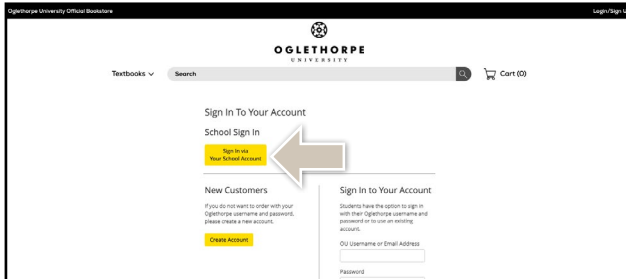 Oglethorpe University Official Bookstore
Login/Sign U
OGLETHORPE
UNIVERSITY
Textbooks
Search
Cart (0)
Sign In To Your Account
School Sign In
Sign In via
Your School Account
New Customers
If you do not want to order with your
Oglethorpe username and password,
please create a new account.
Create Account
Sign In to Your Account
Students have the option to sign in
with their Oglethorpe username and
password or to use an existing
account.
OU Username or Email Address
Password